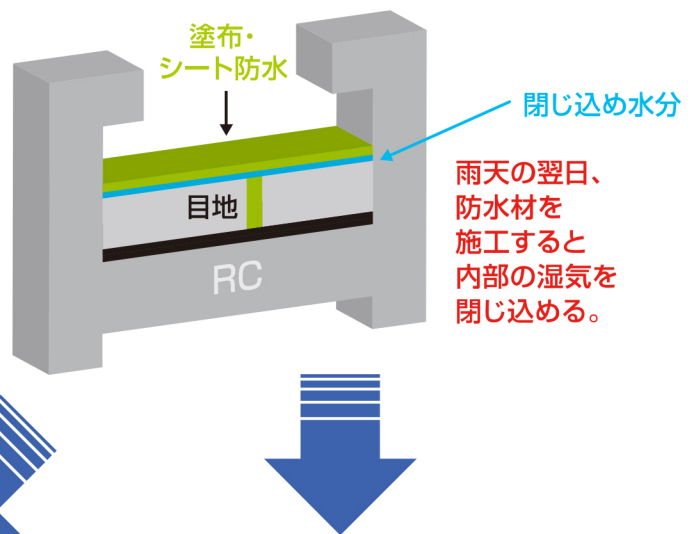 塗布・
シート防水
閉じ込め水分
雨天の翌日、
防水材を
施工すると
内部の湿気を
閉じ込める。
目地
RC